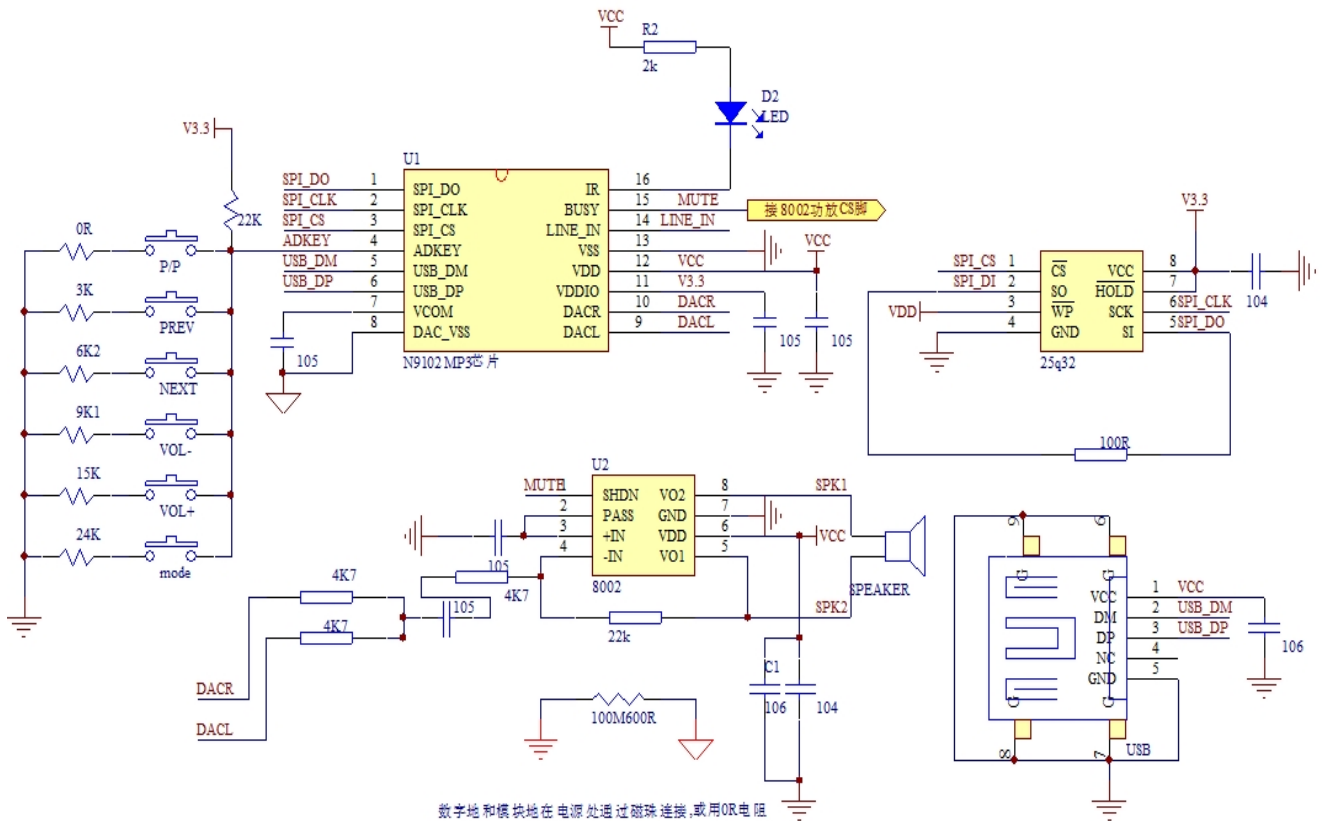 VCC
R2
2k
D2
LED
V3.3
22K
U1
SPI_DO 1 SPI_DO IR 16
SPI_CLK 2 SPI_CLK BUSY 15 MUTE 接8002功放CS脚
SPI_CS 3 SPI_CS LINE_IN 14 LINE_IN
ADKEY 4 ADKEY VSS 13
USB_DM 5 USB_DM VDD 12 VCC VCC
USB_DP 6 USB_DP VDDIO 11 V3.3
7 VCOM DACR 10 DACR
8 DAC_VSS DACL 9 DACL
N9102 MP3芯片
105
105
105
0R
P/P
3K
PREV
6K2
NEXT
9K1
VOL-
15K
VOL+
24K
mode
V3.3
SPI_CS 1 CS VCC 8
SPI_DI 2 SO HOLD 7
VDD 3 WP SCK 6 SPI_CLK
4 GND SI 5 SPI_DO
25q32
104
100R
U2
MUTE 1 SHDN VO2 8 SPK1
2 PASS GND 7
3 +IN VDD 6 VCC
4 -IN VO1 5
8002
105
4K7
105
4K7
4K7
22k
SPK2
SPEAKER
DACR
DACL
C1
106
104
100M600R
9
6
G
G
VCC 1 VCC
DM 2 USB_DM
DP 3 USB_DP
NC 4
GND 5
G
G
8
7
USB
106
数字地和模块地在电源处通过磁珠连接,或用0R电阻